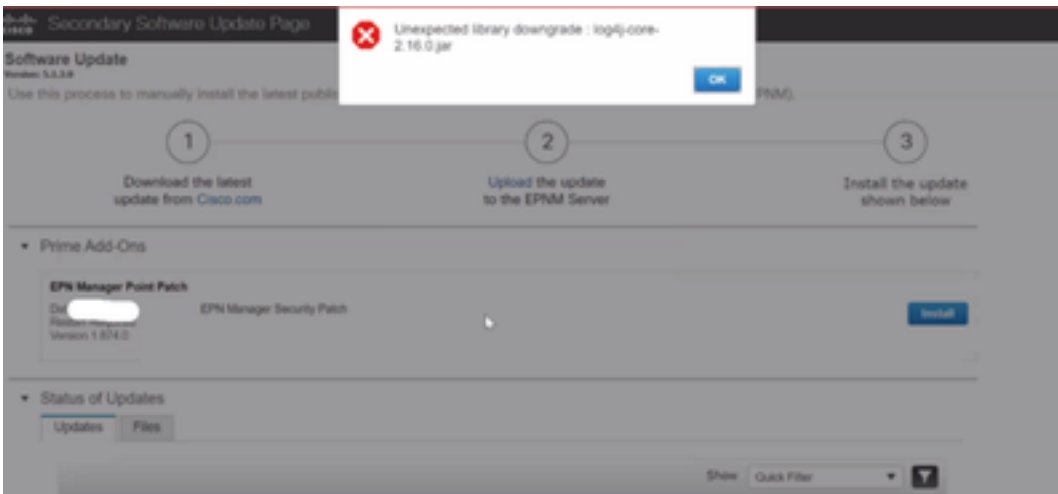 Secondary Software Update Page
Unexpected library downgrade : log4j-core-
2.16.0.jar
OK
Software Update
Use this process to manually install the latest
PNM).
1
2
3
Download the latest
update from Cisco.com
Upload the update
to the EPNM Server
Install the update
shown below
Prime Add-Ons
EPN Manager Point Patch
EPN Manager Security Patch
Version 1.874.0
Install
Status of Updates
Updates
Files
Show
Quick Filter